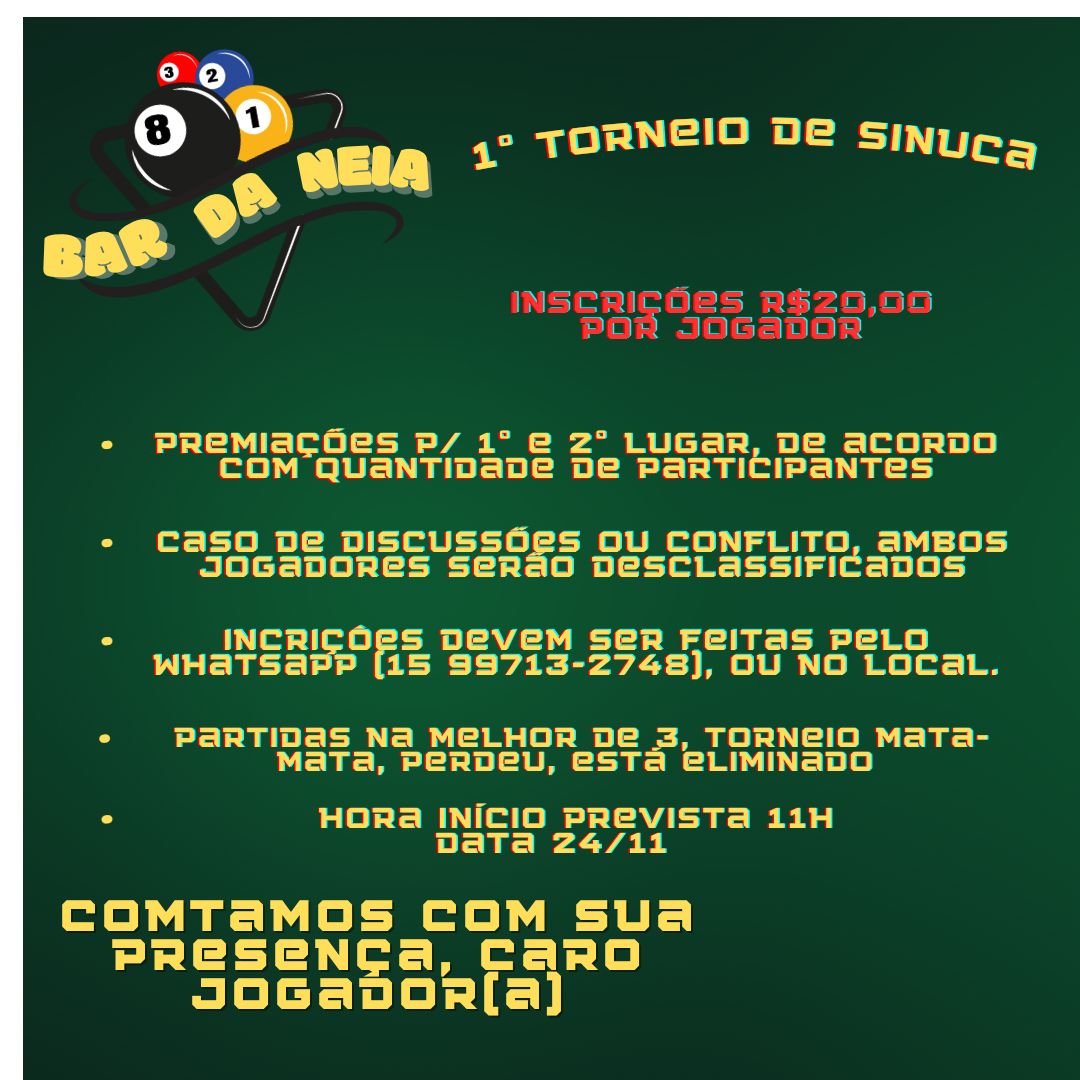 3 2
8 1
BAR DA NEIA
1° TORNEIO DE SINUCA
INSCRIÇÕES R$20,00
POR JOGADOR
• PREMIAÇÕES P/ 1° E 2° LUGAR, DE ACORDO
COM QUANTIDADE DE PARTICIPANTES
• CASO DE DISCUSSÕES OU CONFLITO, AMBOS
JOGADORES SERÃO DESCLASSIFICADOS
• INCRIÇÔES DEVEM SER FEITAS PELO
WHATSAPP (15 99713-2748), OU NO LOCAL.
• PARTIDAS NA MELHOR DE 3, TORNEIO MATA-
MATA, PERDEU, ESTÁ ELIMINADO
• HORA INÍCIO PREVISTA 11H
DATA 24/11
COMTAMOS COM SUA
PRESENÇA, CARO
JOGADOR(A)